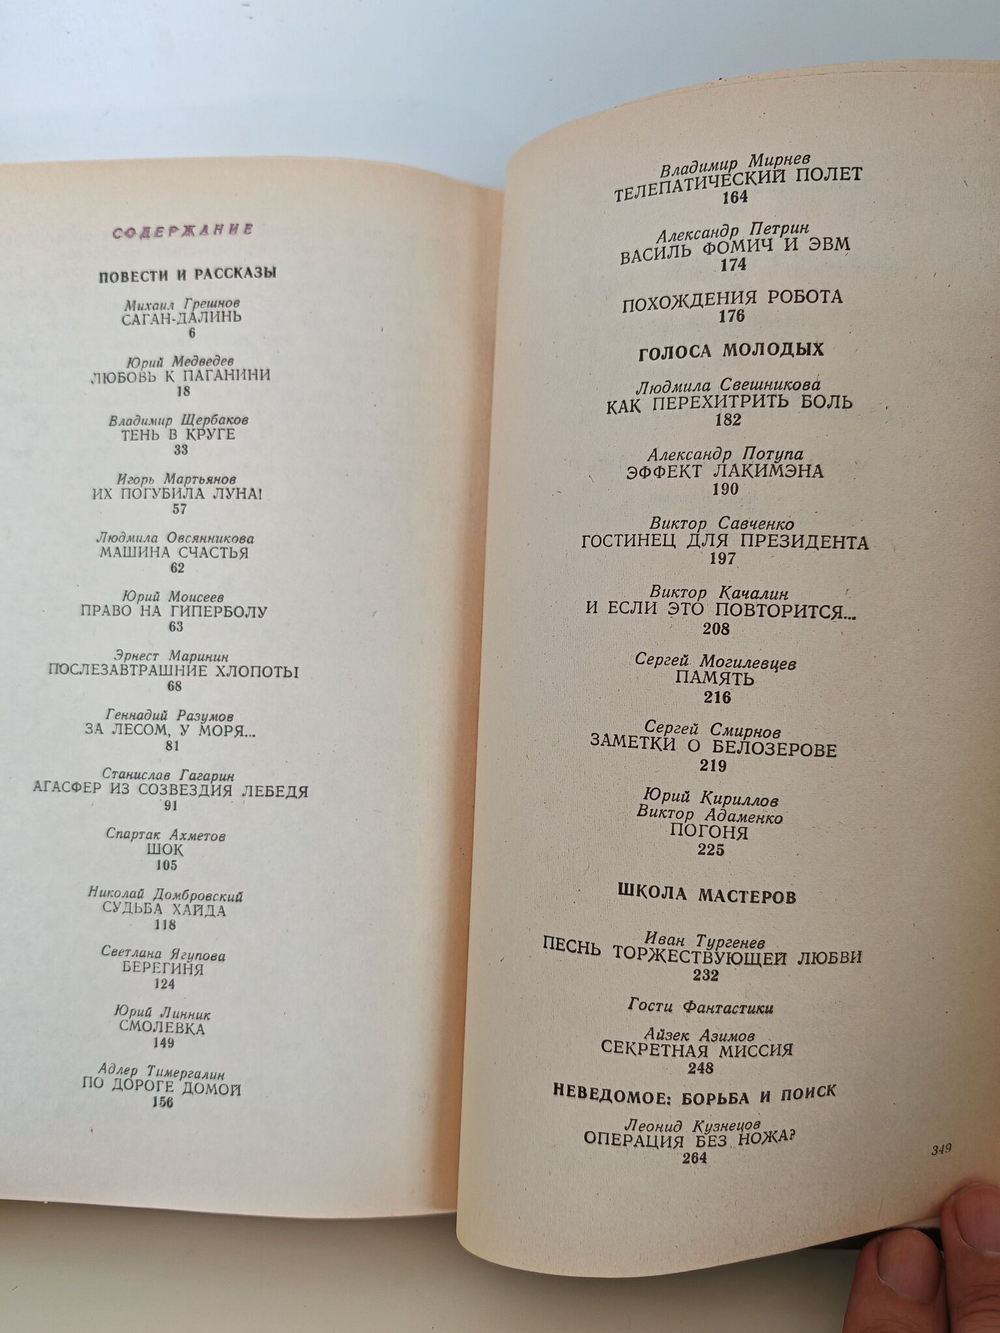 СОДЕРЖАНИЕ
ПОВЕСТИ И РАССКАЗЫ
Михаил Грешнов
САГАН-ДАЛИНЬ
6
Юрий Медведев
ЛЮБОВЬ К ПАГАНИНИ
18
Владимир Щербаков
ТЕНЬ В КРУГЕ
33
Игорь Мартьянов
ИХ ПОГУБИЛА ЛУНА!
57
Людмила Овсянникова
МАШИНА СЧАСТЬЯ
62
Юрий Моисеев
ПРАВО НА ГИПЕРБОЛУ
63
Эрнест Маринин
ПОСЛЕЗАВТРАШНИЕ ХЛОПОТЫ
68
Геннадий Разумов
ЗА ЛЕСОМ, У МОРЯ...
81
Станислав Гагарин
АГАСФЕР ИЗ СОЗВЕЗДИЯ ЛЕБЕДЯ
91
Спартак Ахметов
ШОК
105
Николай Домбровский
СУДЬБА ХАЙДА
118
Светлана Ягупова
БЕРЕГИНЯ
124
Юрий Линник
СМОЛЕВКА
149
Адлер Тимергалин
ПО ДОРОГЕ ДОМОЙ
156
Владимир Мирнев
ТЕЛЕПАТИЧЕСКИЙ ПОЛЕТ
164
Александр Петрин
ВАСИЛЬ ФОМИЧ И ЭВМ
174
ПОХОЖДЕНИЯ РОБОТА
176
ГОЛОСА МОЛОДЫХ
Людмила Свешникова
КАК ПЕРЕХИТРИТЬ БОЛЬ
182
Александр Потупа
ЭФФЕКТ ЛАКИМЭНА
190
Виктор Савченко
ГОСТИНЕЦ ДЛЯ ПРЕЗИДЕНТА
197
Виктор Качалин
И ЕСЛИ ЭТО ПОВТОРИТСЯ...
208
Сергей Могилевцев
ПАМЯТЬ
216
Сергей Смирнов
ЗАМЕТКИ О БЕЛОЗЕРОВЕ
219
Юрий Кириллов
Виктор Адаменко
ПОГОНЯ
225
ШКОЛА МАСТЕРОВ
Иван Тургенев
ПЕСНЬ ТОРЖЕСТВУЮЩЕЙ ЛЮБВИ
232
Гости Фантастики
Айзек Азимов
СЕКРЕТНАЯ МИССИЯ
248
НЕВЕДОМОЕ: БОРЬБА И ПОИСК
Леонид Кузнецов
ОПЕРАЦИЯ БЕЗ НОЖА?
264
349